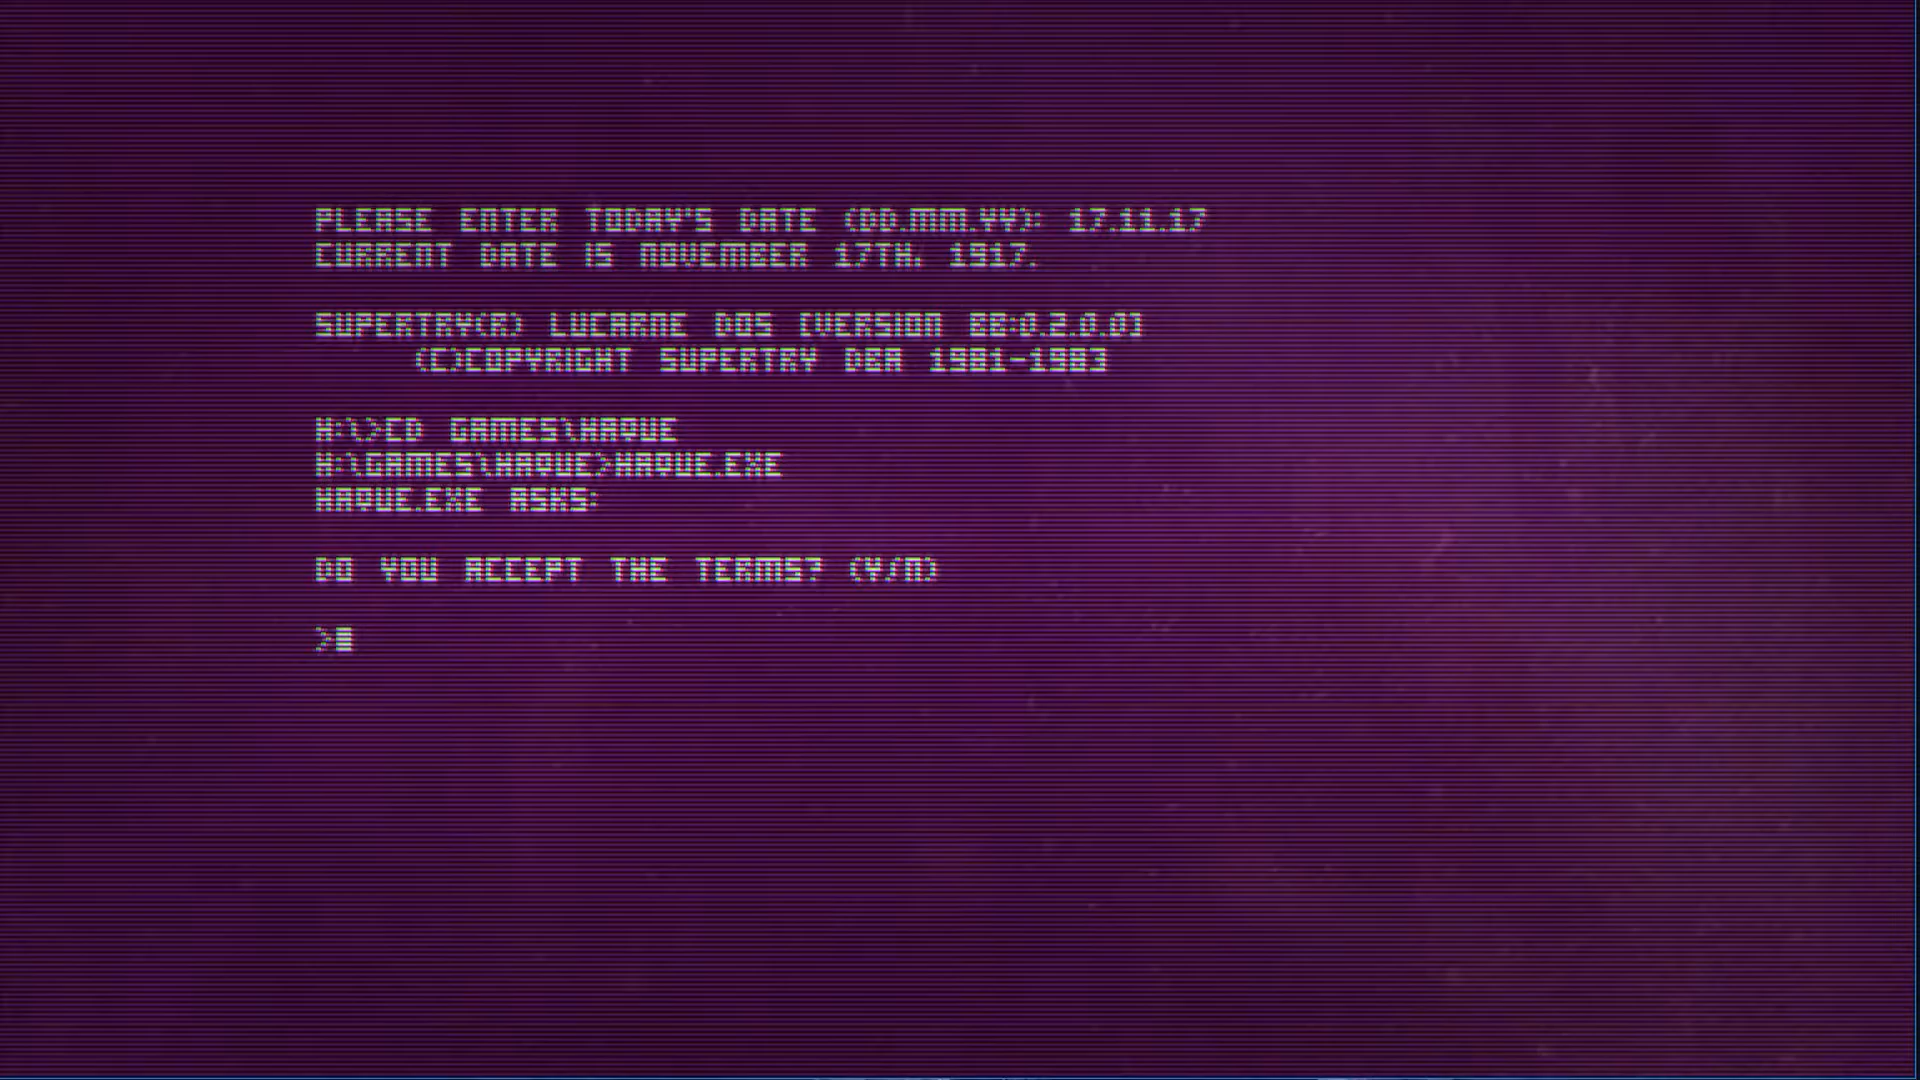 PLEASE ENTER TODAY'S DATE (DD.MM.YY): 17.11.17
CURRENT DATE IS NOVEMBER 17TH, 1917.
SUPERTRY(R) LUCARNE DOS [VERSION BB:0.2.0.0]
(C)COPYRIGHT SUPERTRY D&A 1981-1983
H:\>CD GAMES\HAQUE
H:\GAMES\HAQUE>HAQUE.EXE
HAQUE.EXE ASKS:
DO YOU ACCEPT THE TERMS? (Y/N)
>